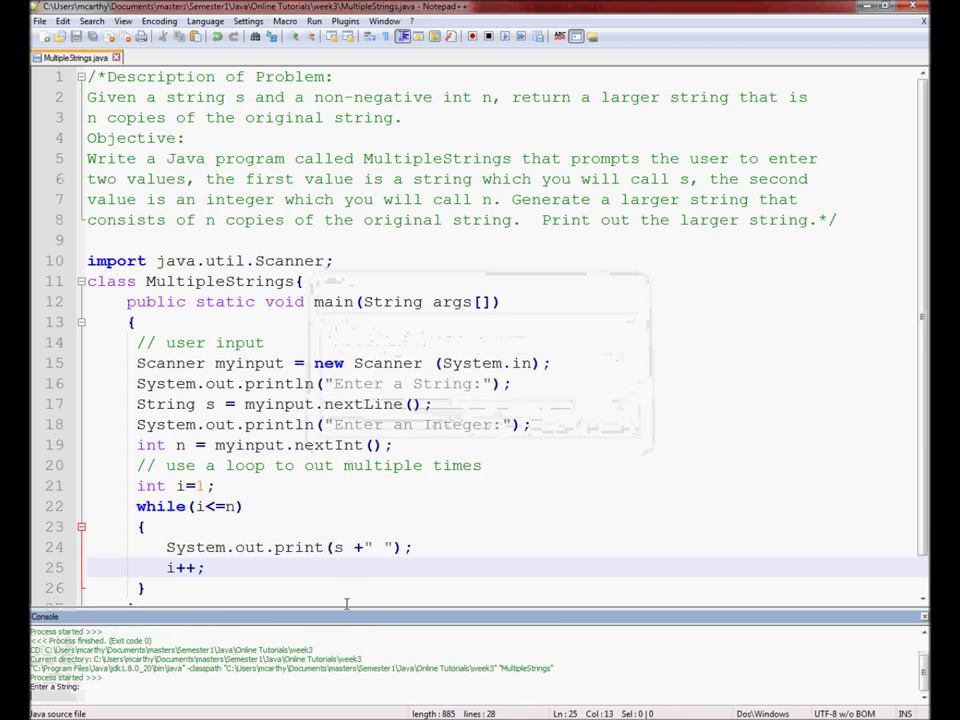 C:\Users\mcarthy\Documents\masters\Semester1\Java\Online Tutorials\week3\MultipleStrings.java - Notepad++
File Edit Search View Encoding Language Settings Macro Run Plugins Window ? X
MultipleStrings.java
1 /*Description of Problem:
2 Given a string s and a non-negative int n, return a larger string that is
3 n copies of the original string.
4 Objective:
5 Write a Java program called MultipleStrings that prompts the user to enter
6 two values, the first value is a string which you will call s, the second
7 value is an integer which you will call n. Generate a larger string that
8 consists of n copies of the original string.  Print out the larger string.*/
9
10 import java.util.Scanner;
11 class MultipleStrings{
12 public static void main(String args[])
13 {
14 // user input
15 Scanner myinput = new Scanner (System.in);
16 System.out.println("Enter a String:");
17 String s = myinput.nextLine();
18 System.out.println("Enter an Integer:");
19 int n = myinput.nextInt();
20 // use a loop to out multiple times
21 int i=1;
22 while(i<=n)
23 {
24 System.out.print(s +" ");
25 i++;
26 }
Console
Process started >>>
<<< Process finished. (Exit code 0)
CD: C:\Users\mcarthy\Documents\masters\Semester1\Java\Online Tutorials\week3
Current directory: C:\Users\mcarthy\Documents\masters\Semester1\Java\Online Tutorials\week3
"C:\Program Files\Java\jdk1.8.0_20\bin\java" -classpath "C:\Users\mcarthy\Documents\masters\Semester1\Java\Online Tutorials\week3" "MultipleStrings"
Process started >>>
Enter a String:
Java source file length : 885 lines : 28 Ln : 25 Col : 13 Sel : 0 | 0 Dos\Windows UTF-8 w/o BOM INS